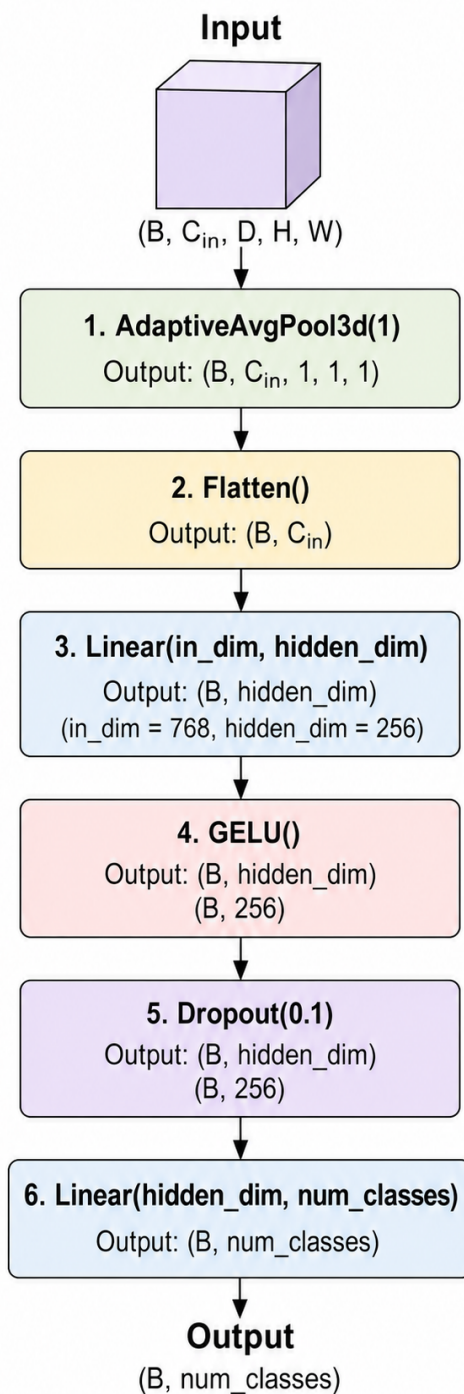 Input
(B, C_in, D, H, W)
1. AdaptiveAvgPool3d(1)
Output: (B, C_in, 1, 1, 1)
2. Flatten()
Output: (B, C_in)
3. Linear(in_dim, hidden_dim)
Output: (B, hidden_dim)
(in_dim = 768, hidden_dim = 256)
4. GELU()
Output: (B, hidden_dim)
(B, 256)
5. Dropout(0.1)
Output: (B, hidden_dim)
(B, 256)
6. Linear(hidden_dim, num_classes)
Output: (B, num_classes)
Output
(B, num_classes)